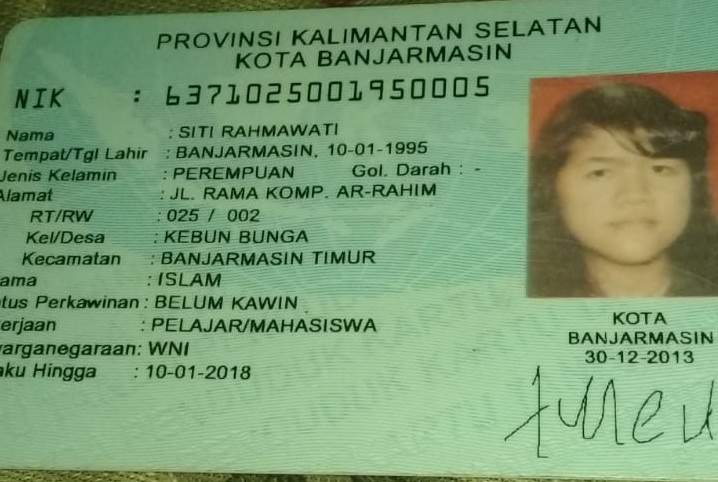 PROVINSI KALIMANTAN SELATAN
KOTA BANJARMASIN
NIK : 6371025001950005
Nama : SITI RAHMAWATI
Tempat/Tgl Lahir : BANJARMASIN, 10-01-1995
Jenis Kelamin : PEREMPUAN Gol. Darah : -
Alamat : JL. RAMA KOMP. AR-RAHIM
RT/RW : 025 / 002
Kel/Desa : KEBUN BUNGA
Kecamatan : BANJARMASIN TIMUR
ama : ISLAM
tus Perkawinan : BELUM KAWIN
erjaan : PELAJAR/MAHASISWA
warganegaraan: WNI
aku Hingga : 10-01-2018
KOTA
BANJARMASIN
30-12-2013